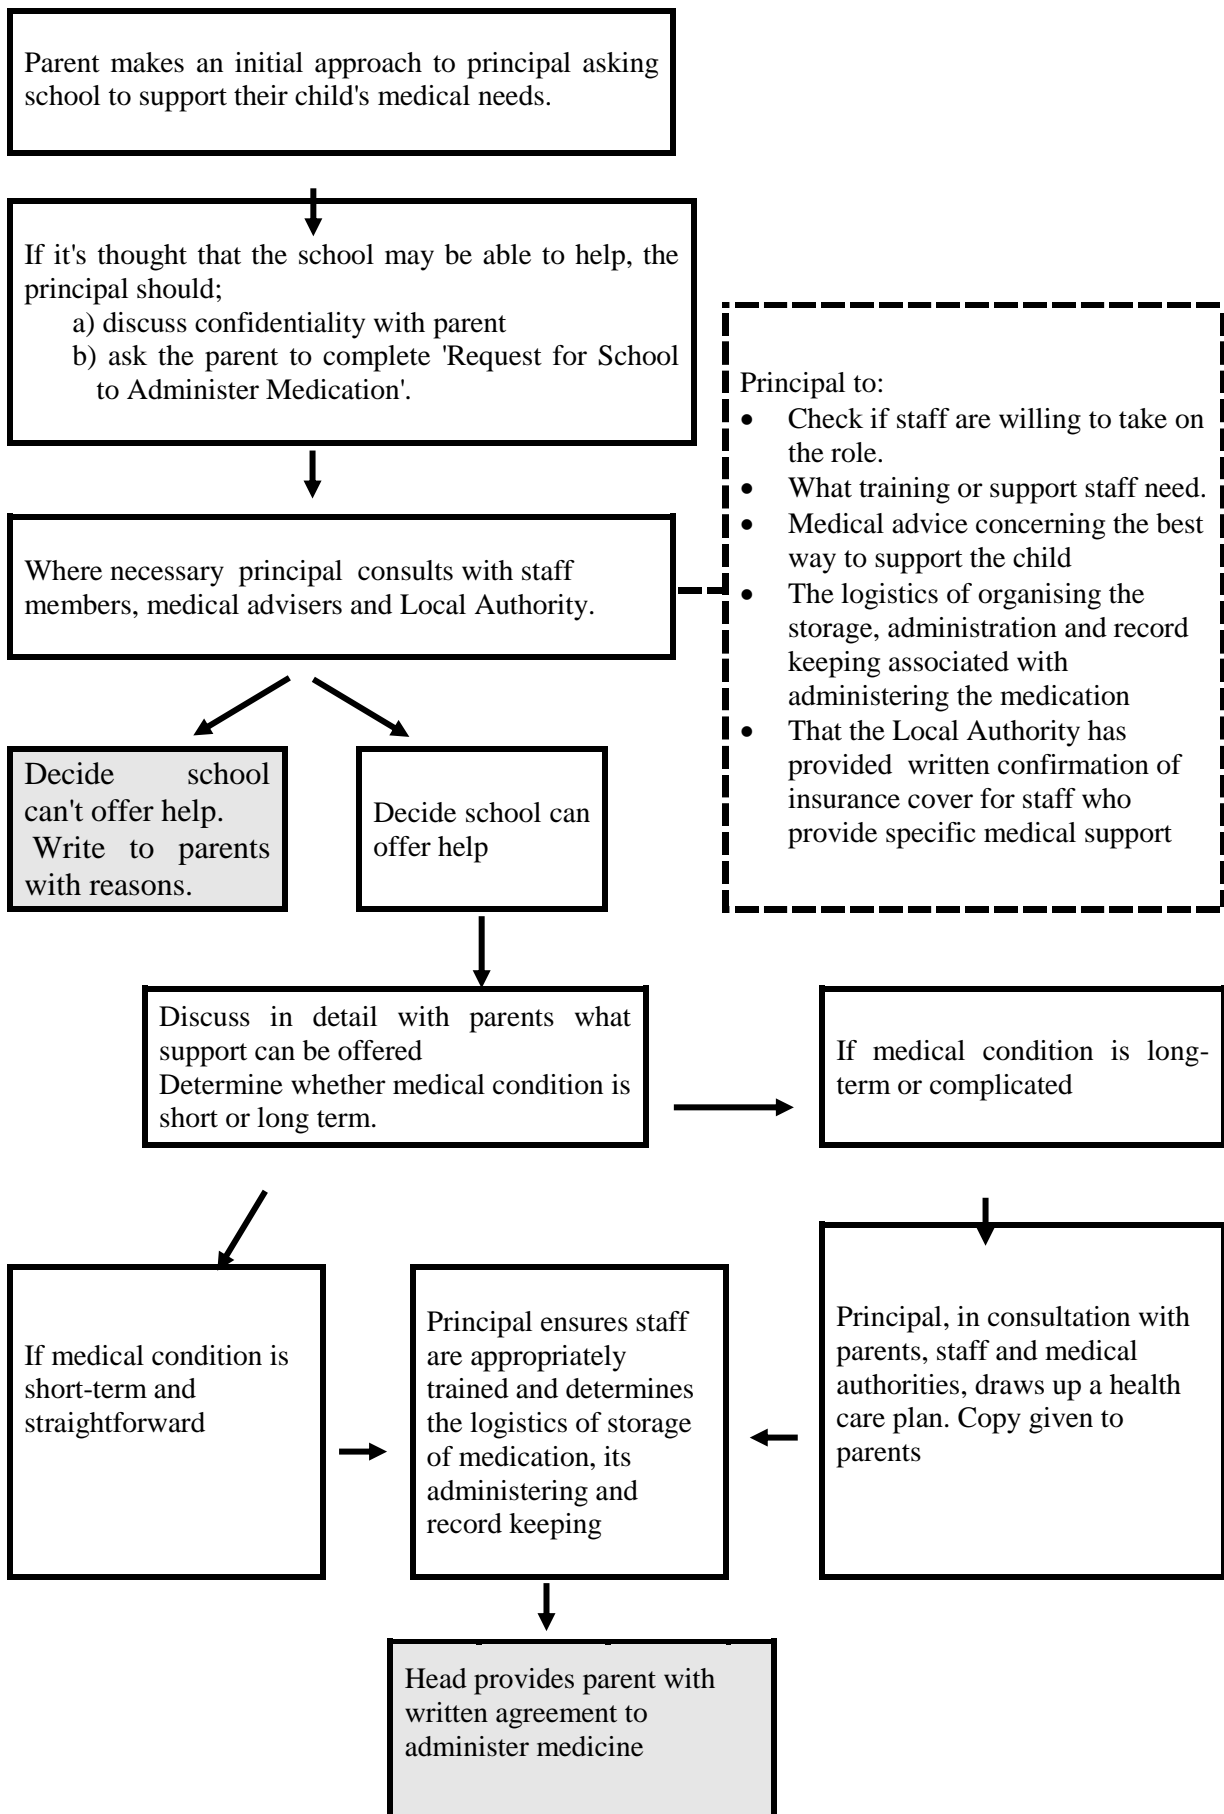 Parent makes an initial approach to principal asking
school to support their child's medical needs.
If it's thought that the school may be able to help, the
principal should;
a) discuss confidentiality with parent
b) ask the parent to complete 'Request for School
to Administer Medication'.
Principal to:
• Check if staff are willing to take on
the role.
• What training or support staff need.
• Medical advice concerning the best
way to support the child
• The logistics of organising the
storage, administration and record
keeping associated with
administering the medication
• That the Local Authority has
provided written confirmation of
insurance cover for staff who
provide specific medical support
Where necessary principal consults with staff
members, medical advisers and Local Authority.
Decide school
can't offer help.
Write to parents
with reasons.
Decide school can
offer help
Discuss in detail with parents what
support can be offered
Determine whether medical condition is
short or long term.
If medical condition is long-
term or complicated
If medical condition is
short-term and
straightforward
Principal ensures staff
are appropriately
trained and determines
the logistics of storage
of medication, its
administering and
record keeping
Principal, in consultation with
parents, staff and medical
authorities, draws up a health
care plan. Copy given to
parents
Head provides parent with
written agreement to
administer medicine